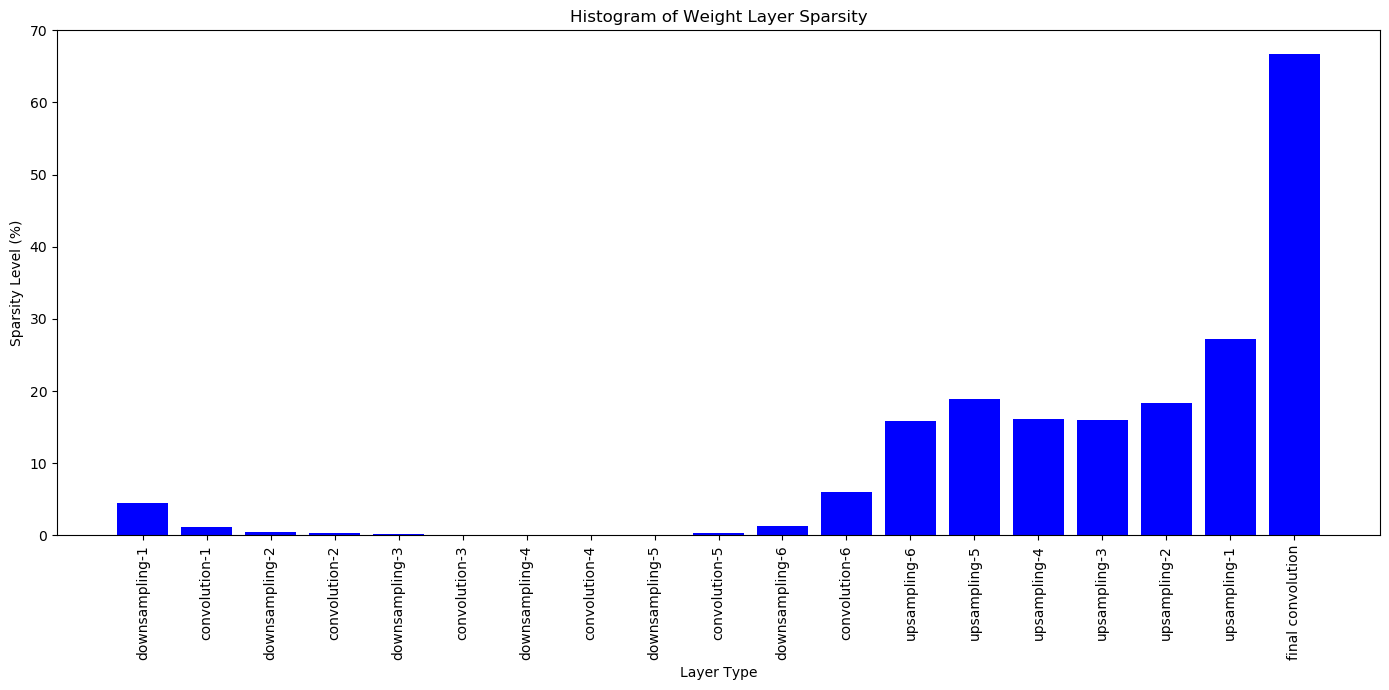 Histogram of Weight Layer Sparsity
Sparsity Level (%)
70
60
50
40
30
20
10
0
downsampling-1
convolution-1
downsampling-2
convolution-2
downsampling-3
convolution-3
downsampling-4
convolution-4
downsampling-5
convolution-5
downsampling-6
convolution-6
upsampling-6
upsampling-5
upsampling-4
upsampling-3
upsampling-2
upsampling-1
final convolution
Layer Type